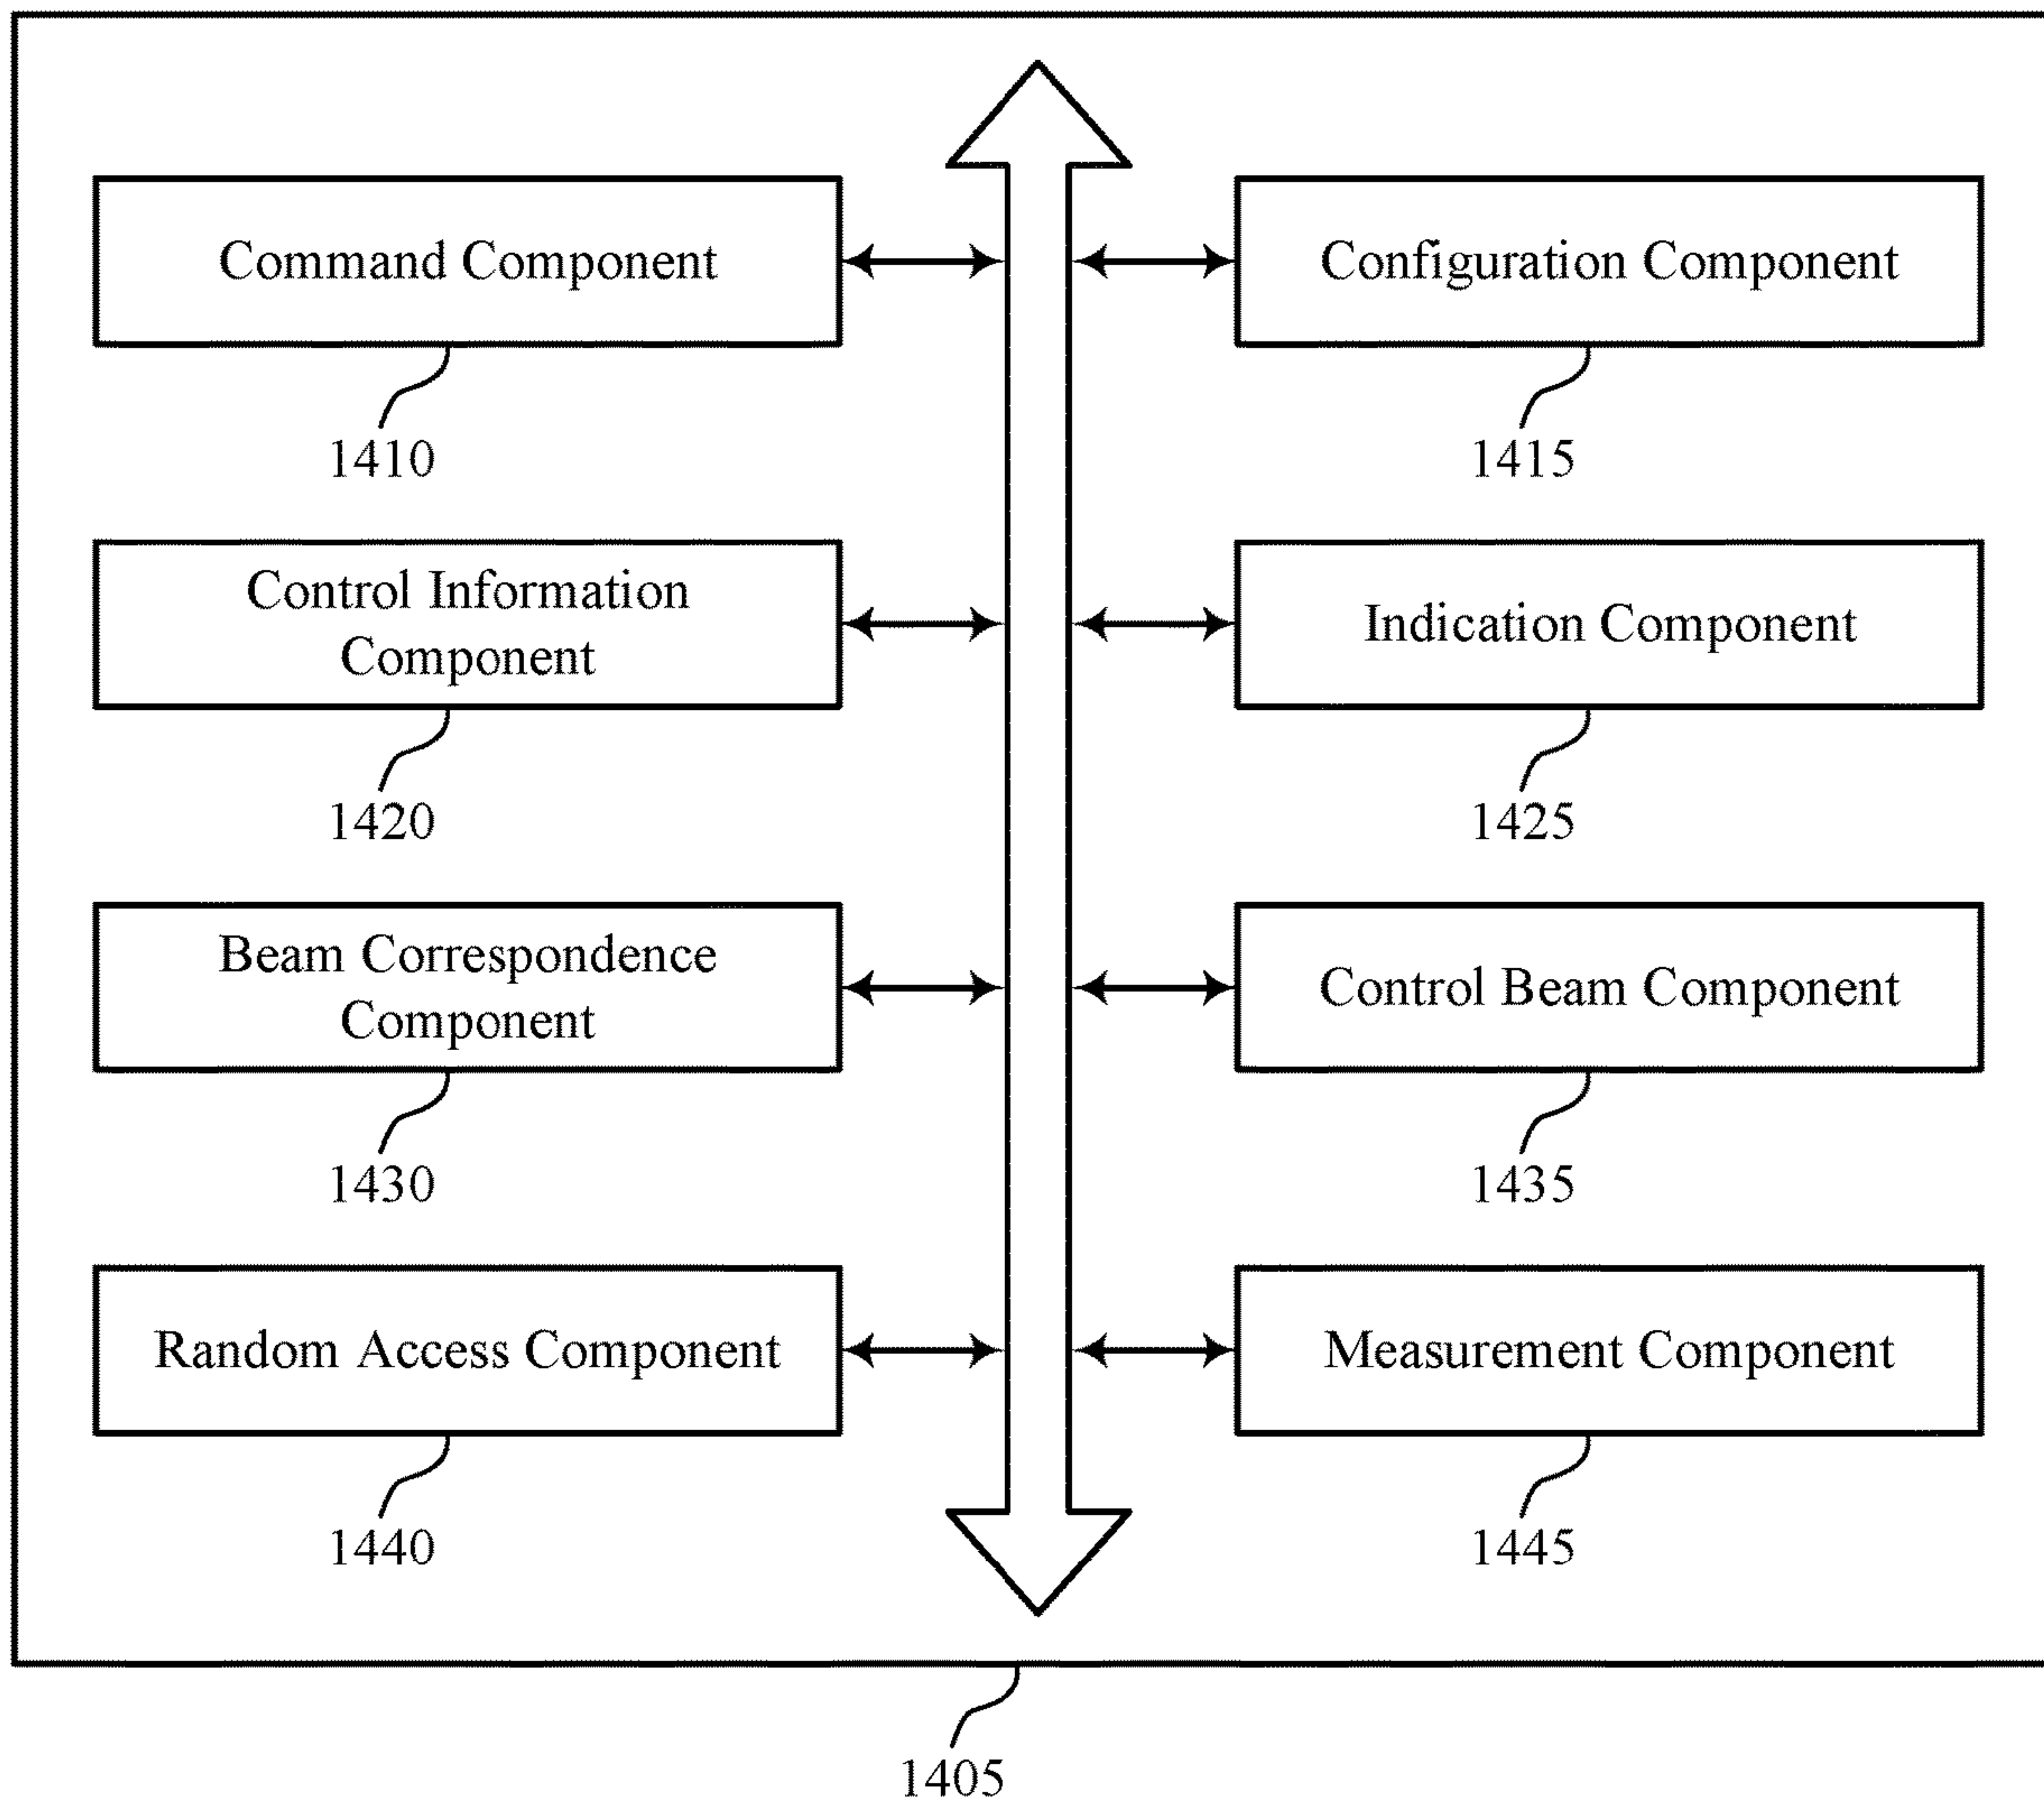 Command Component
Configuration Component
1410
1415
Control Information
Component
Indication Component
1420
1425
Beam Correspondence
Component
Control Beam Component
1430
1435
Random Access Component
Measurement Component
1440
1445
1405